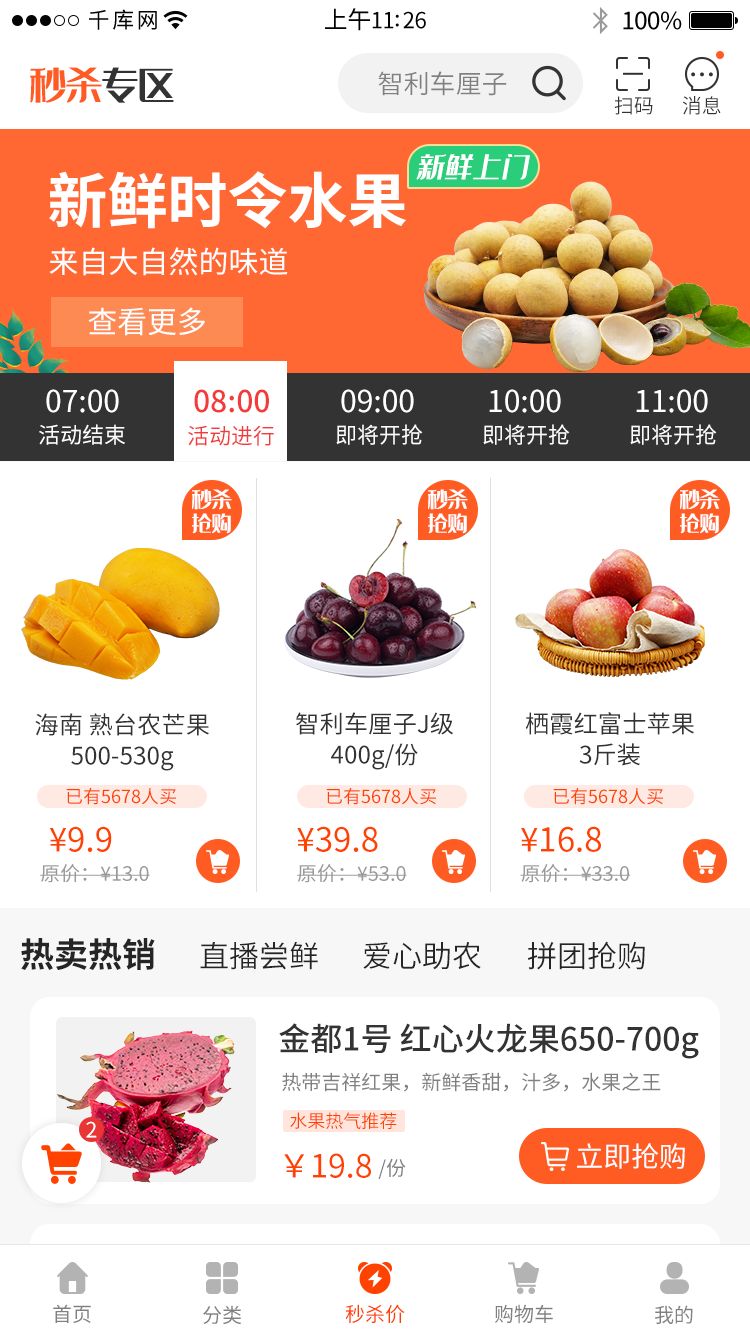 千库网
上午11:26
100%
秒杀专区
智利车厘子
扫码
消息
新鲜上门
新鲜时令水果
来自大自然的味道
查看更多
07:00
活动结束
08:00
活动进行
09:00
即将开抢
10:00
即将开抢
11:00
即将开抢
秒杀
抢购
海南 熟台农芒果
500-530g
已有5678人买
¥9.9
原价：¥13.0
秒杀
抢购
智利车厘子J级
400g/份
已有5678人买
¥39.8
原价：¥53.0
秒杀
抢购
栖霞红富士苹果
3斤装
已有5678人买
¥16.8
原价：¥33.0
热卖热销
直播尝鲜
爱心助农
拼团抢购
金都1号 红心火龙果650-700g
热带吉祥红果，新鲜香甜，汁多，水果之王
水果热气推荐
￥19.8 /份
立即抢购
2
首页
分类
秒杀价
购物车
我的